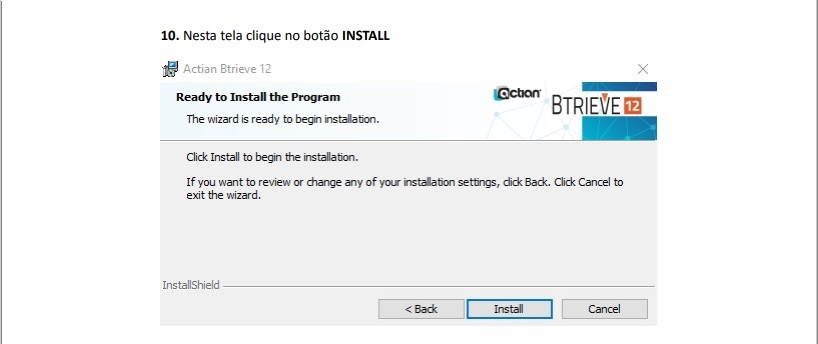 10. Nesta tela clique no botão INSTALL
Actian Btrieve 12
Ready to Install the Program
The wizard is ready to begin installation.
Actian
BTRIEVE 12
Click Install to begin the installation.
If you want to review or change any of your installation settings, click Back. Click Cancel to
exit the wizard.
InstallShield
< Back Install Cancel